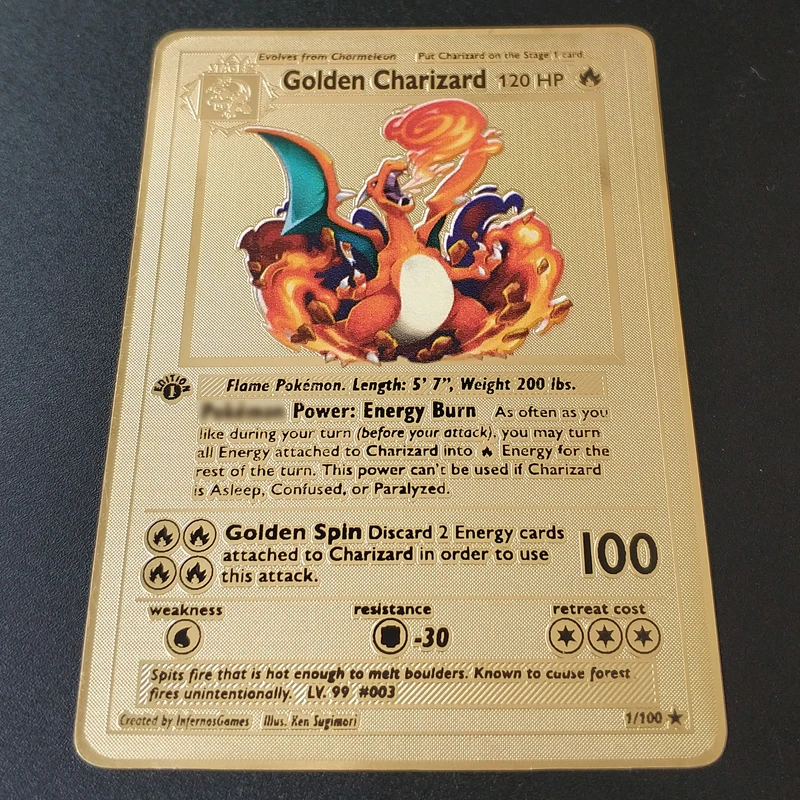 Evolves from Charmeleon Put Charizard on the Stage 1 card
STAGE
Golden Charizard 120 HP
EDITION 1
Flame Pokémon. Length: 5' 7", Weight 200 lbs.
Power: Energy Burn As often as you
like during your turn (before your attack), you may turn
all Energy attached to Charizard into Energy for the
rest of the turn. This power can't be used if Charizard
is Asleep, Confused, or Paralyzed.
Golden Spin Discard 2 Energy cards
attached to Charizard in order to use
this attack.
100
weakness resistance retreat cost
-30
Spits fire that is hot enough to melt boulders. Known to cause forest
fires unintentionally. LV. 99 #003
Created by InfernosGames Illus. Ken Sugimori 1/100